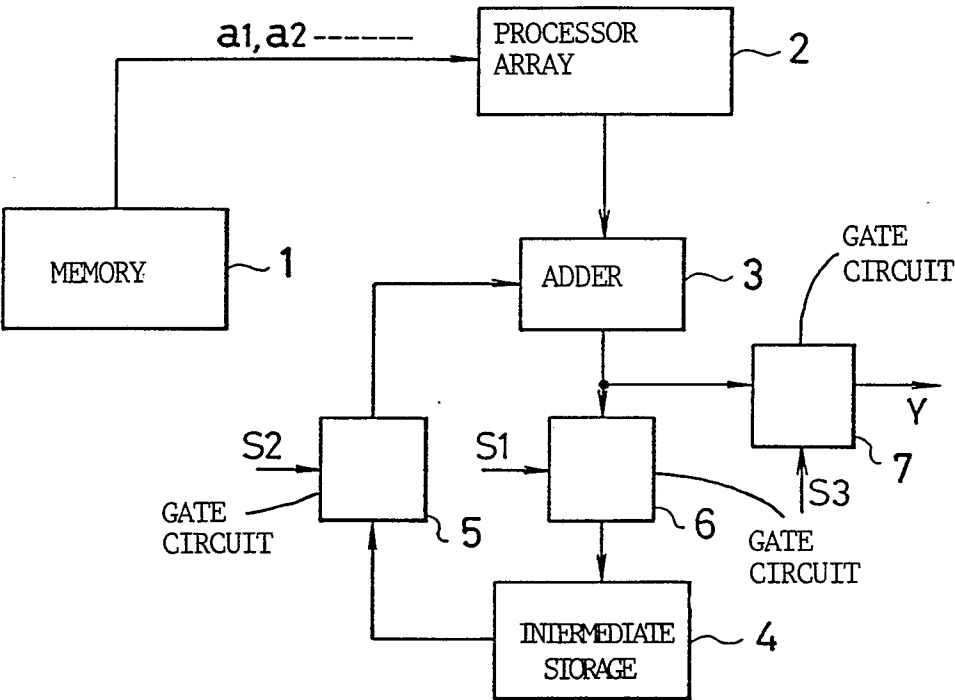 a1, a2 ------
PROCESSOR
ARRAY
2
MEMORY
1
ADDER
3
GATE
CIRCUIT
Y
7
S3
S2
S1
GATE
CIRCUIT
5
6
GATE
CIRCUIT
INTERMEDIATE
STORAGE
4